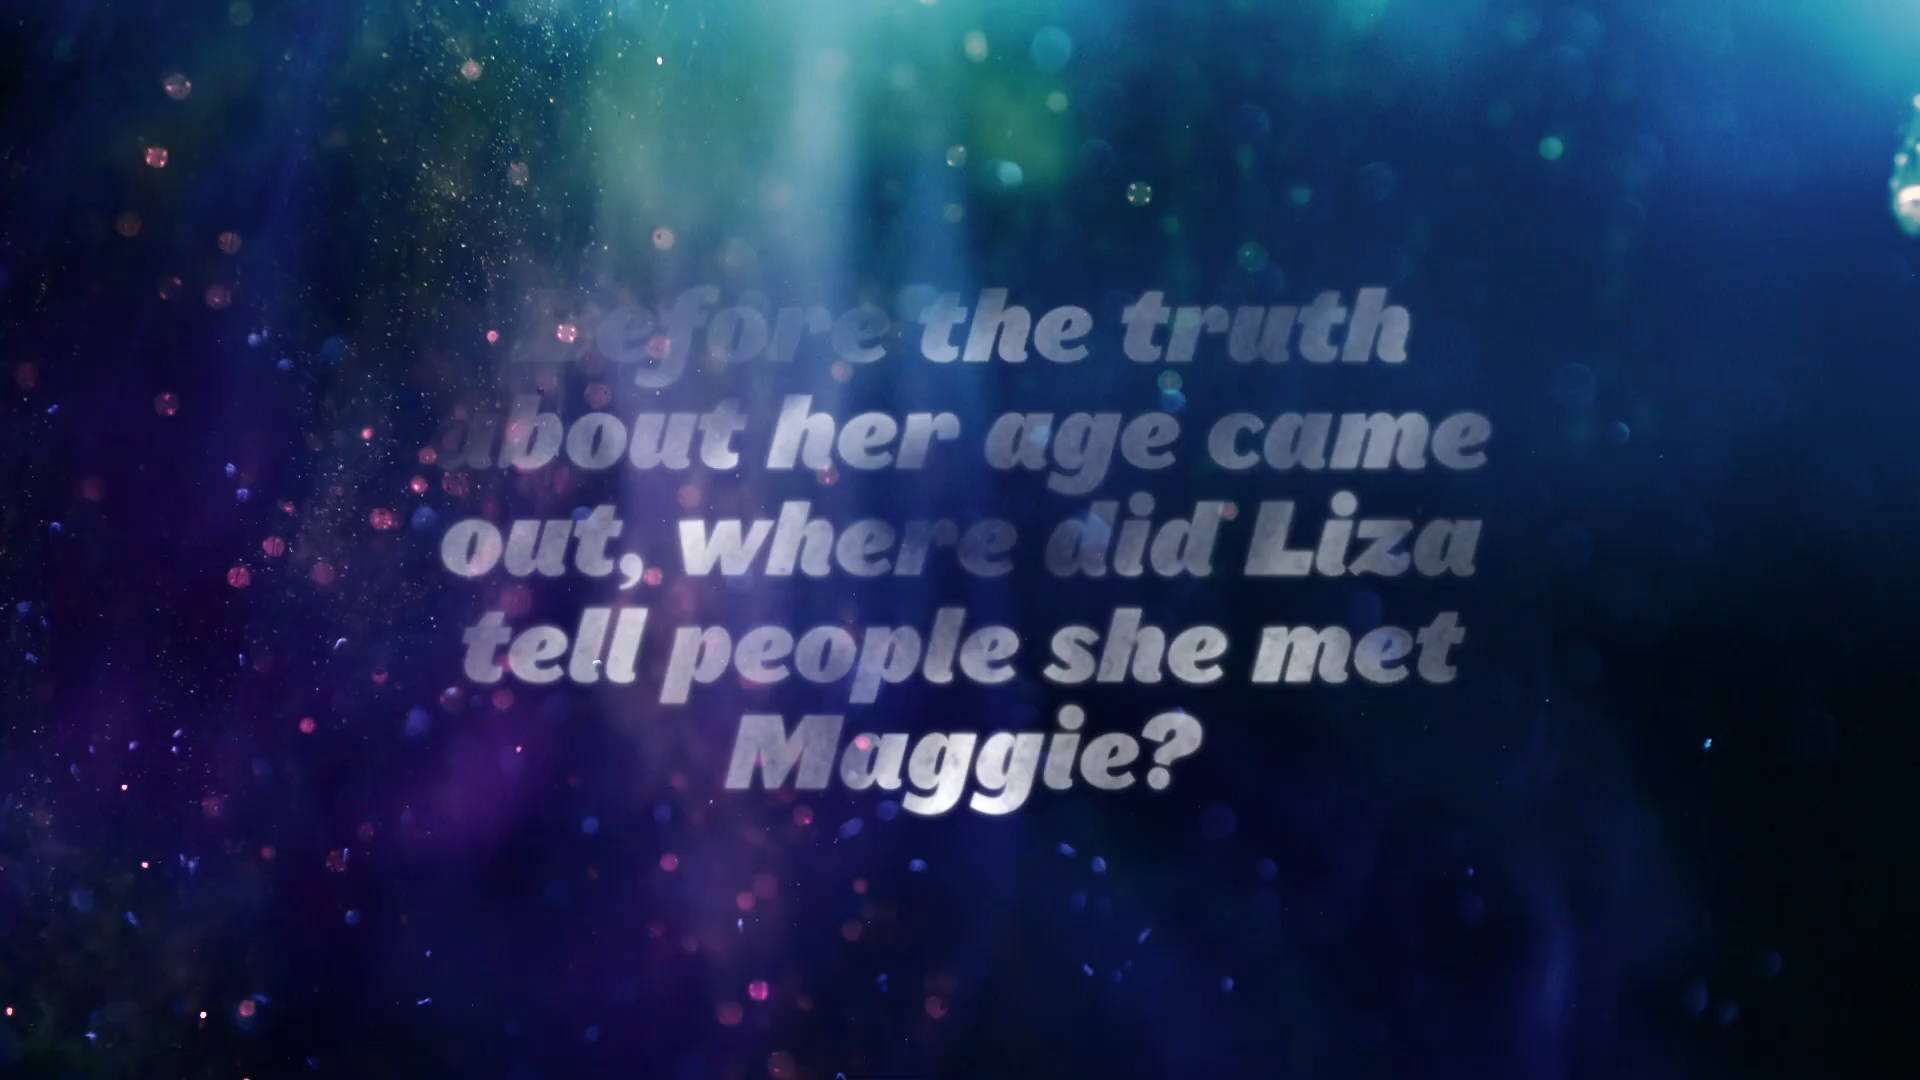 Before the truth
about her age came
out, where did Liza
tell people she met
Maggie?